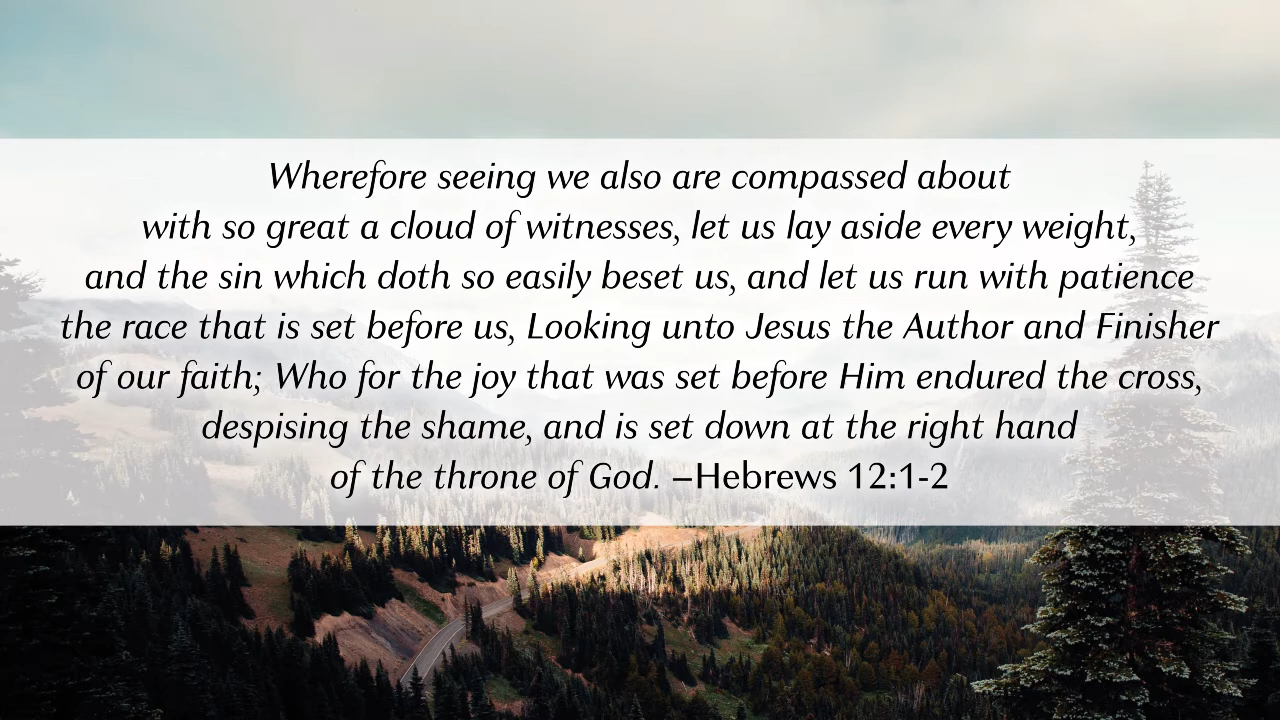 Wherefore seeing we also are compassed about
with so great a cloud of witnesses, let us lay aside every weight,
and the sin which doth so easily beset us, and let us run with patience
the race that is set before us, Looking unto Jesus the Author and Finisher
of our faith; Who for the joy that was set before Him endured the cross,
despising the shame, and is set down at the right hand
of the throne of God. –Hebrews 12:1-2